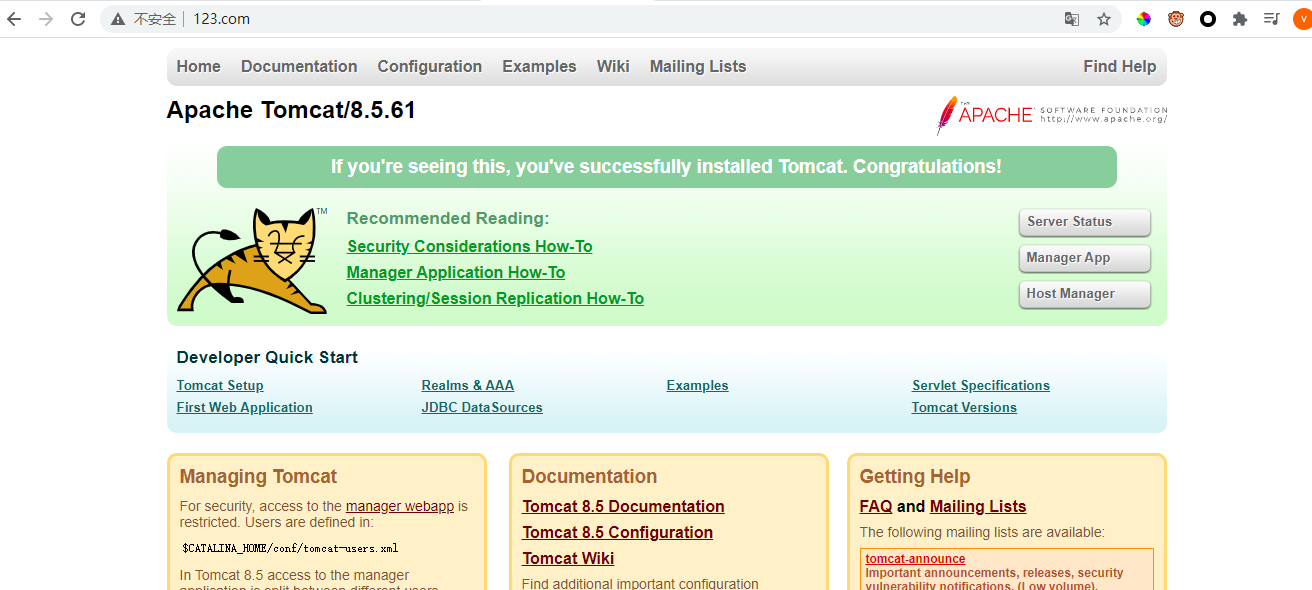 不安全 123.com
Home Documentation Configuration Examples Wiki Mailing Lists Find Help
Apache Tomcat/8.5.61
THE
APACHE SOFTWARE FOUNDATION
http://www.apache.org/
If you're seeing this, you've successfully installed Tomcat. Congratulations!
TM
Recommended Reading:
Security Considerations How-To
Manager Application How-To
Clustering/Session Replication How-To
Server Status
Manager App
Host Manager
Developer Quick Start
Tomcat Setup
First Web Application
Realms & AAA
JDBC DataSources
Examples
Servlet Specifications
Tomcat Versions
Managing Tomcat
For security, access to the manager webapp is
restricted. Users are defined in:
$CATALINA_HOME/conf/tomcat-users.xml
In Tomcat 8.5 access to the manager
application is split between different users.
Documentation
Tomcat 8.5 Documentation
Tomcat 8.5 Configuration
Tomcat Wiki
Find additional important configuration
Getting Help
FAQ and Mailing Lists
The following mailing lists are available:
tomcat-announce
Important announcements, releases, security
vulnerability notifications. (Low volume).